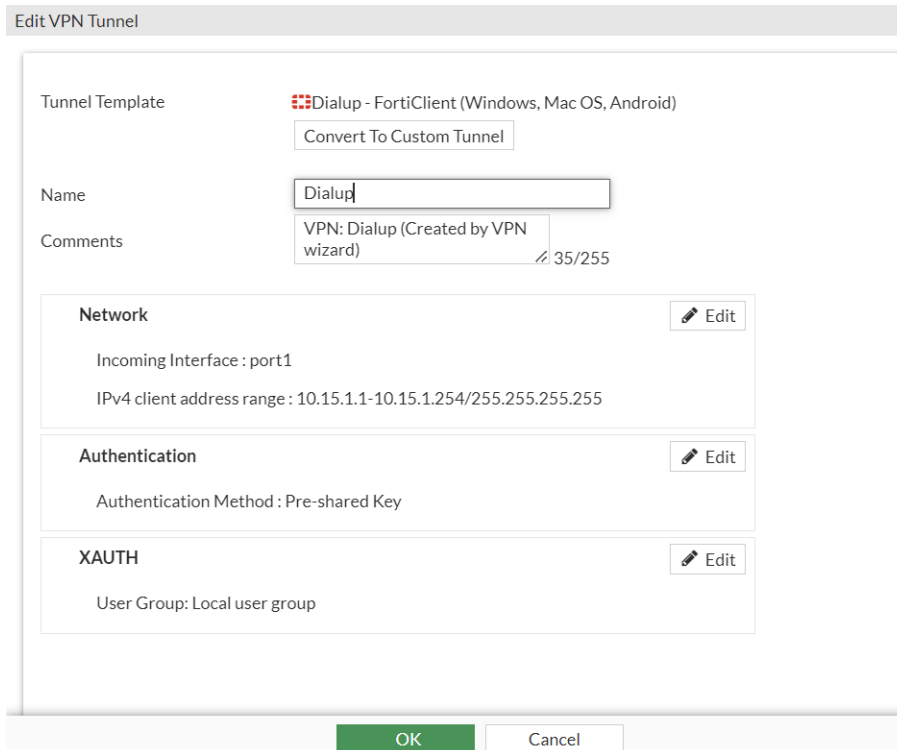 Edit VPN Tunnel
Tunnel Template
Dialup - FortiClient (Windows, Mac OS, Android)
Convert To Custom Tunnel
Name
Dialup
Comments
VPN: Dialup (Created by VPN
wizard)
35/255
Network
Edit
Incoming Interface : port1
IPv4 client address range : 10.15.1.1-10.15.1.254/255.255.255.255
Authentication
Edit
Authentication Method : Pre-shared Key
XAUTH
Edit
User Group: Local user group
OK
Cancel